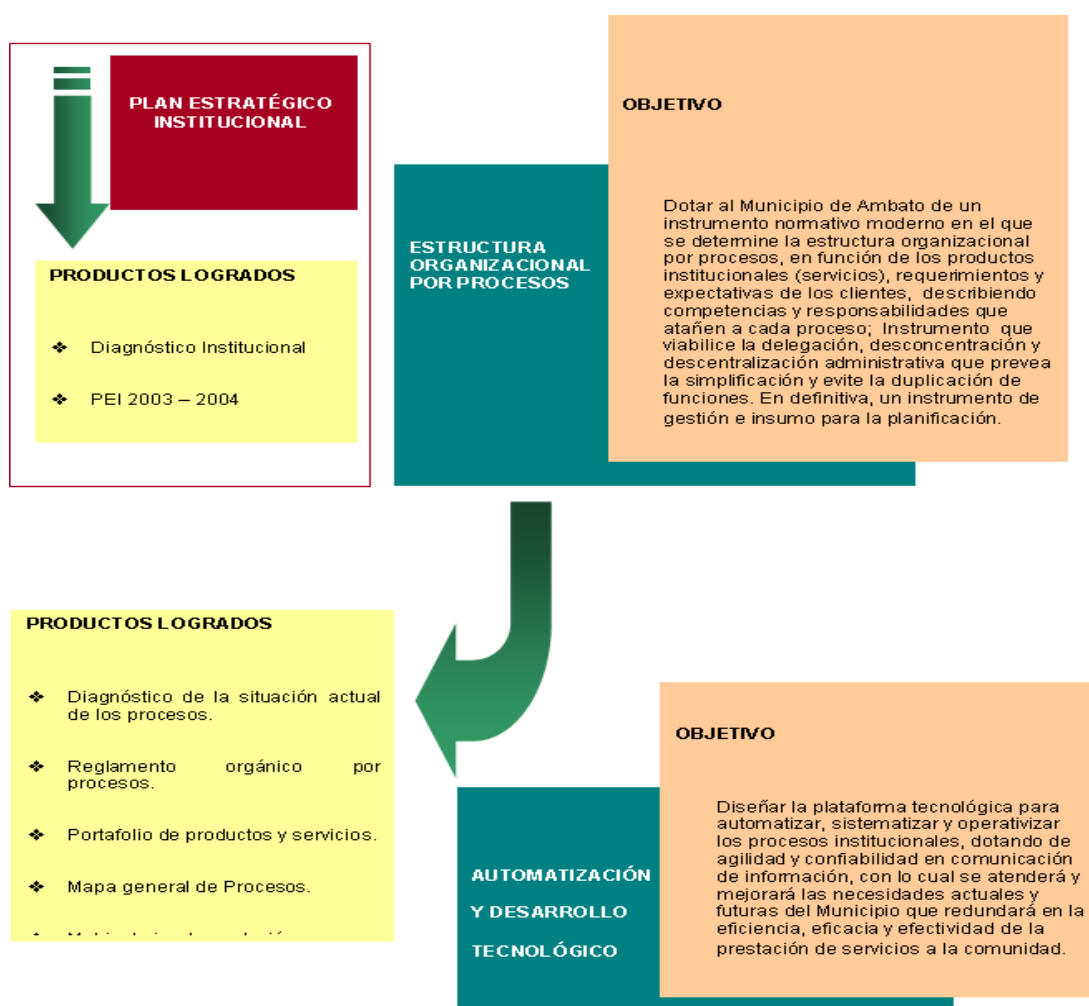 PLAN ESTRATÉGICO
INSTITUCIONAL
PRODUCTOS LOGRADOS
❖ Diagnóstico Institucional
❖ PEI 2003 – 2004
ESTRUCTURA
ORGANIZACIONAL
POR PROCESOS
OBJETIVO
Dotar al Municipio de Ambato de un
instrumento normativo moderno en el que
se determine la estructura organizacional
por procesos, en función de los productos
institucionales (servicios), requerimientos y
expectativas de los clientes, describiendo
competencias y responsabilidades que
atañen a cada proceso; Instrumento que
viabilice la delegación, desconcentración y
descentralización administrativa que prevea
la simplificación y evite la duplicación de
funciones. En definitiva, un instrumento de
gestión e insumo para la planificación.
PRODUCTOS LOGRADOS
❖ Diagnóstico de la situación actual
de los procesos.
❖ Reglamento orgánico por
procesos.
❖ Portafolio de productos y servicios.
❖ Mapa general de Procesos.
AUTOMATIZACIÓN
Y DESARROLLO
TECNOLÓGICO
OBJETIVO
Diseñar la plataforma tecnológica para
automatizar, sistematizar y operativizar
los procesos institucionales, dotando de
agilidad y confiabilidad en comunicación
de información, con lo cual se atenderá y
mejorará las necesidades actuales y
futuras del Municipio que redundará en la
eficiencia, eficacia y efectividad de la
prestación de servicios a la comunidad.